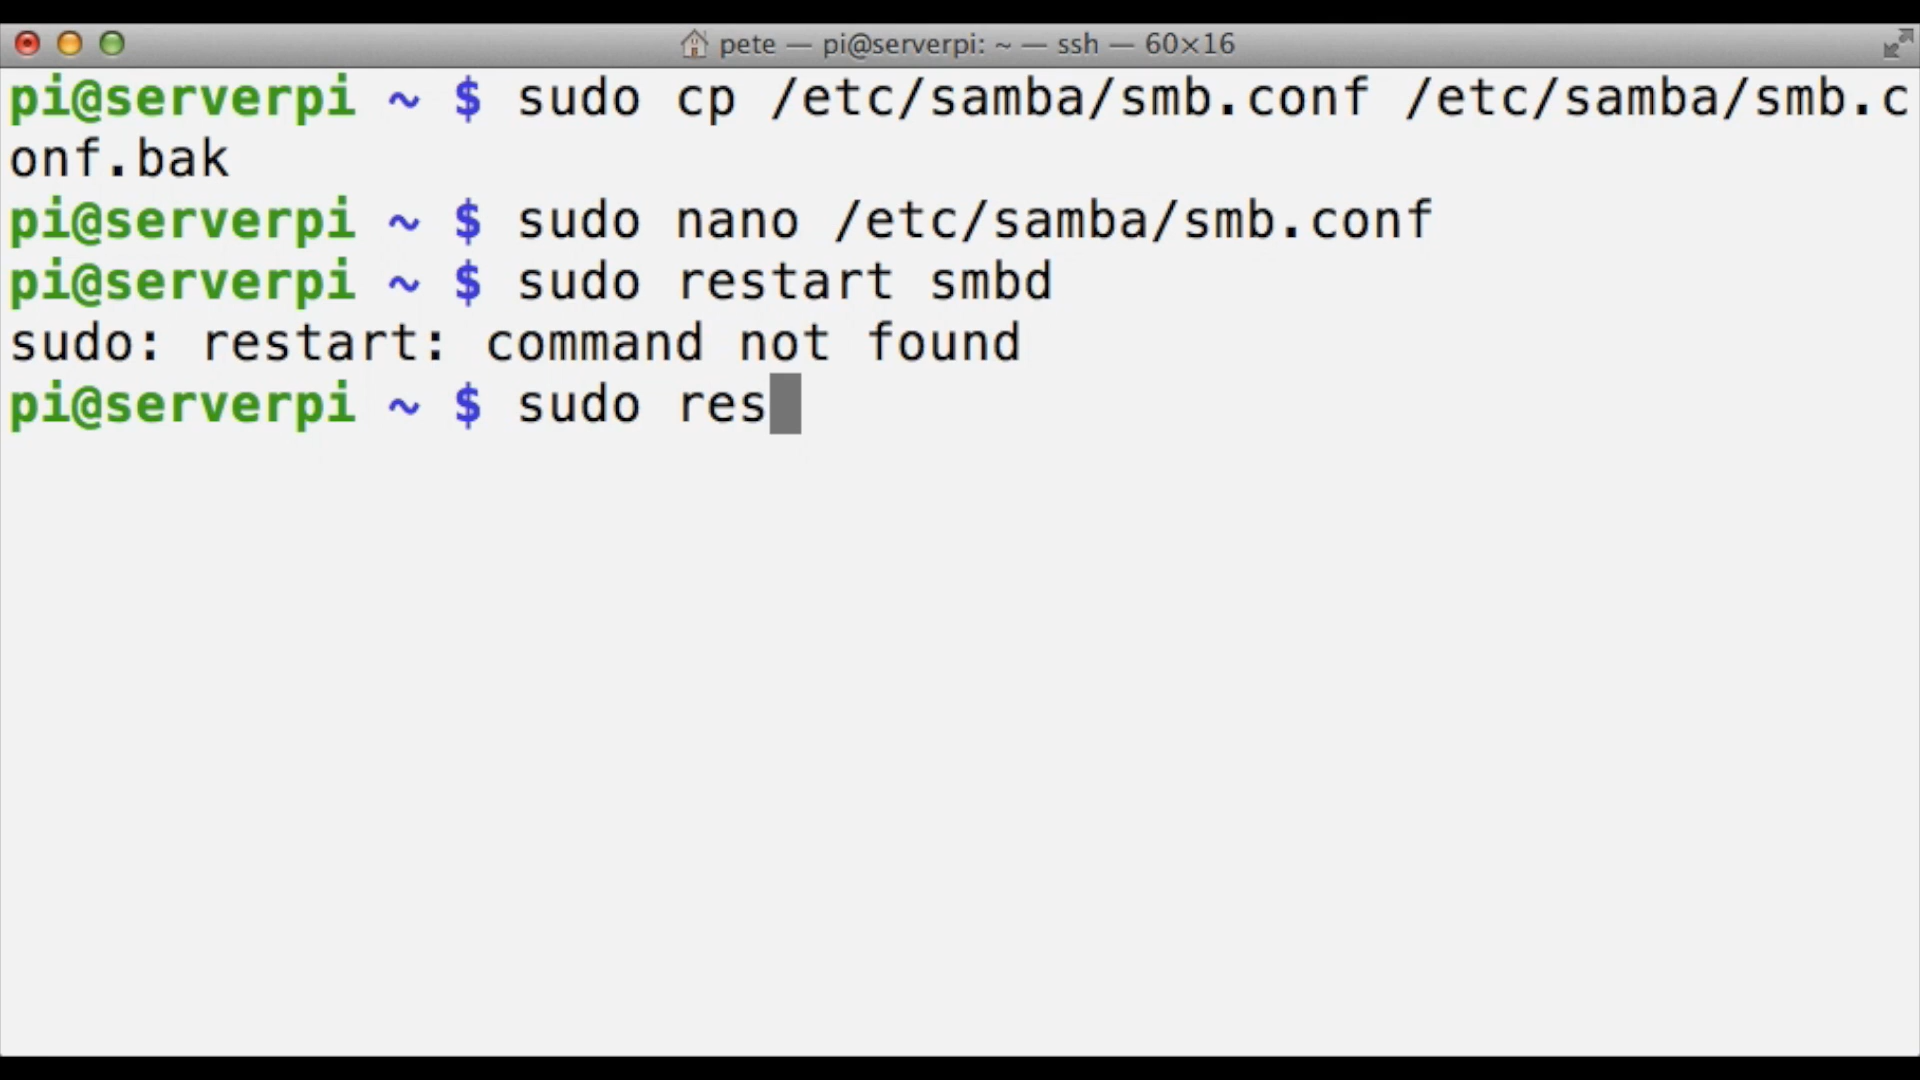 pete — pi@serverpi: ~ — ssh — 60×16
pi@serverpi ~ $ sudo cp /etc/samba/smb.conf /etc/samba/smb.c
onf.bak
pi@serverpi ~ $ sudo nano /etc/samba/smb.conf
pi@serverpi ~ $ sudo restart smbd
sudo: restart: command not found
pi@serverpi ~ $ sudo res